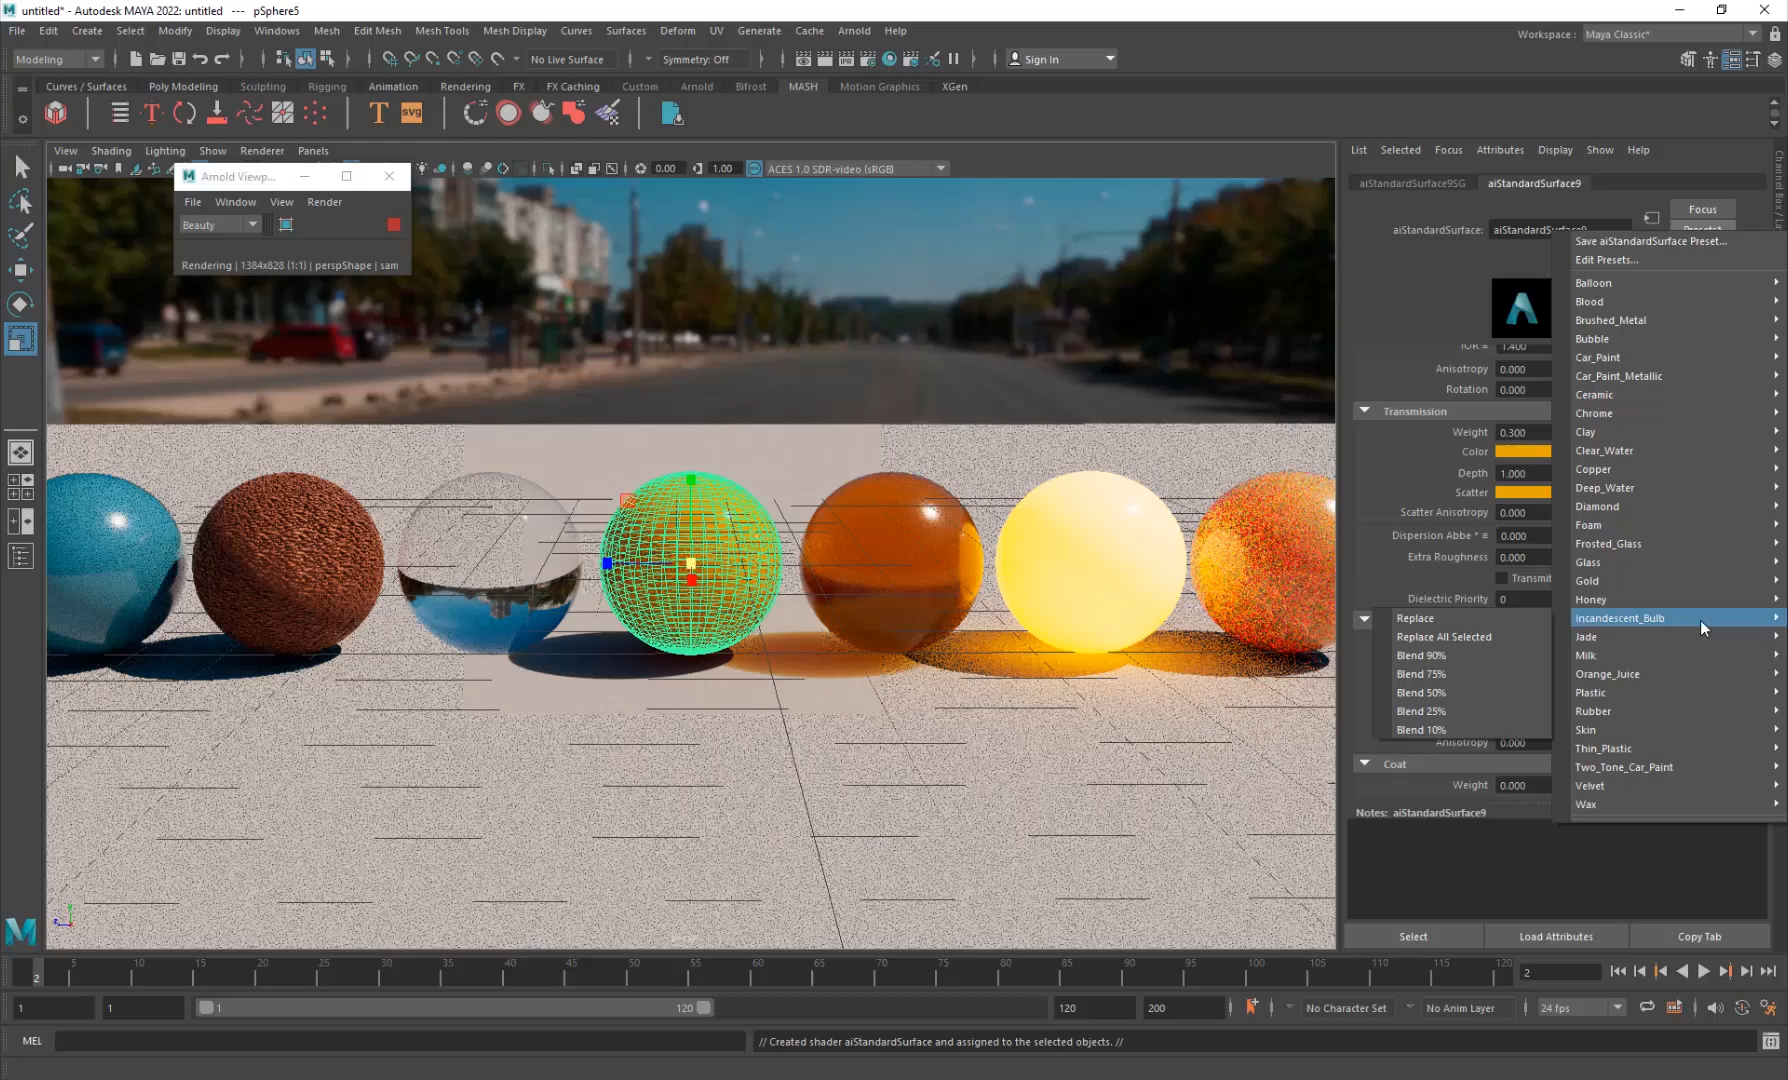 untitled* - Autodesk MAYA 2022: untitled   ---   pSphere5
File Edit Create Select Modify Display Windows Mesh Edit Mesh Mesh Tools Mesh Display Curves Surfaces Deform UV Generate Cache Arnold Help
Workspace : Maya Classic*
Modeling
No Live Surface
Symmetry: Off
Sign In
Curves / Surfaces Poly Modeling Sculpting Rigging Animation Rendering FX FX Caching Custom Arnold Bifrost MASH Motion Graphics XGen
T
T
SVG
IPR
View Shading Lighting Show Renderer Panels
0.00
1.00
ACES 1.0 SDR-video (sRGB)
Arnold Viewp...
File Window View Render
Beauty
Rendering | 1384x828 (1:1) | perspShape | sam
List Selected Focus Attributes Display Show Help
aiStandardSurface9SG
aiStandardSurface9
Focus
Presets*
aiStandardSurface: aiStandardSurface9
IOR 1.400
Anisotropy 0.000
Rotation 0.000
Transmission
Weight 0.300
Color
Depth 1.000
Scatter
Scatter Anisotropy 0.000
Dispersion Abbe * 0.000
Extra Roughness 0.000
Transmit
Dielectric Priority 0
Replace
Replace All Selected
Blend 90%
Blend 75%
Blend 50%
Blend 25%
Blend 10%
Anisotropy 0.000
Coat
Weight 0.000
Notes: aiStandardSurface9
Save aiStandardSurface Preset...
Edit Presets...
Balloon
Blood
Brushed_Metal
Bubble
Car_Paint
Car_Paint_Metallic
Ceramic
Chrome
Clay
Clear_Water
Copper
Deep_Water
Diamond
Foam
Frosted_Glass
Glass
Gold
Honey
Incandescent_Bulb
Jade
Milk
Orange_Juice
Plastic
Rubber
Skin
Thin_Plastic
Two_Tone_Car_Paint
Velvet
Wax
Channel Box / La
Select
Load Attributes
Copy Tab
5 10 15 20 25 30 35 40 45 50 55 60 65 70 75 80 85 90 95 100 105 110 115 120
2
2
1
1
1
120
120
200
No Character Set
No Anim Layer
24 fps
MEL
// Created shader aiStandardSurface and assigned to the selected objects. //